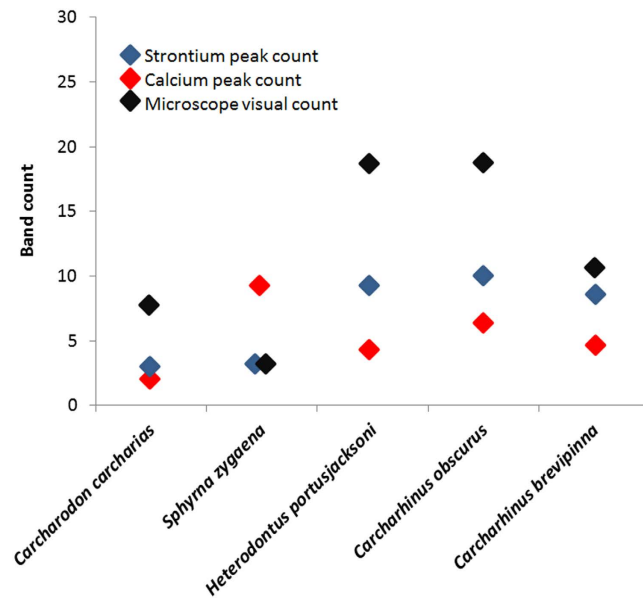 30
25
20
15
10
5
0
Band count
Strontium peak count
Calcium peak count
Microscope visual count
Carcharodon carcharias
Sphyrna zygaena
Heterodontus portusjacksoni
Carcharhinus obscurus
Carcharhinus brevipinna